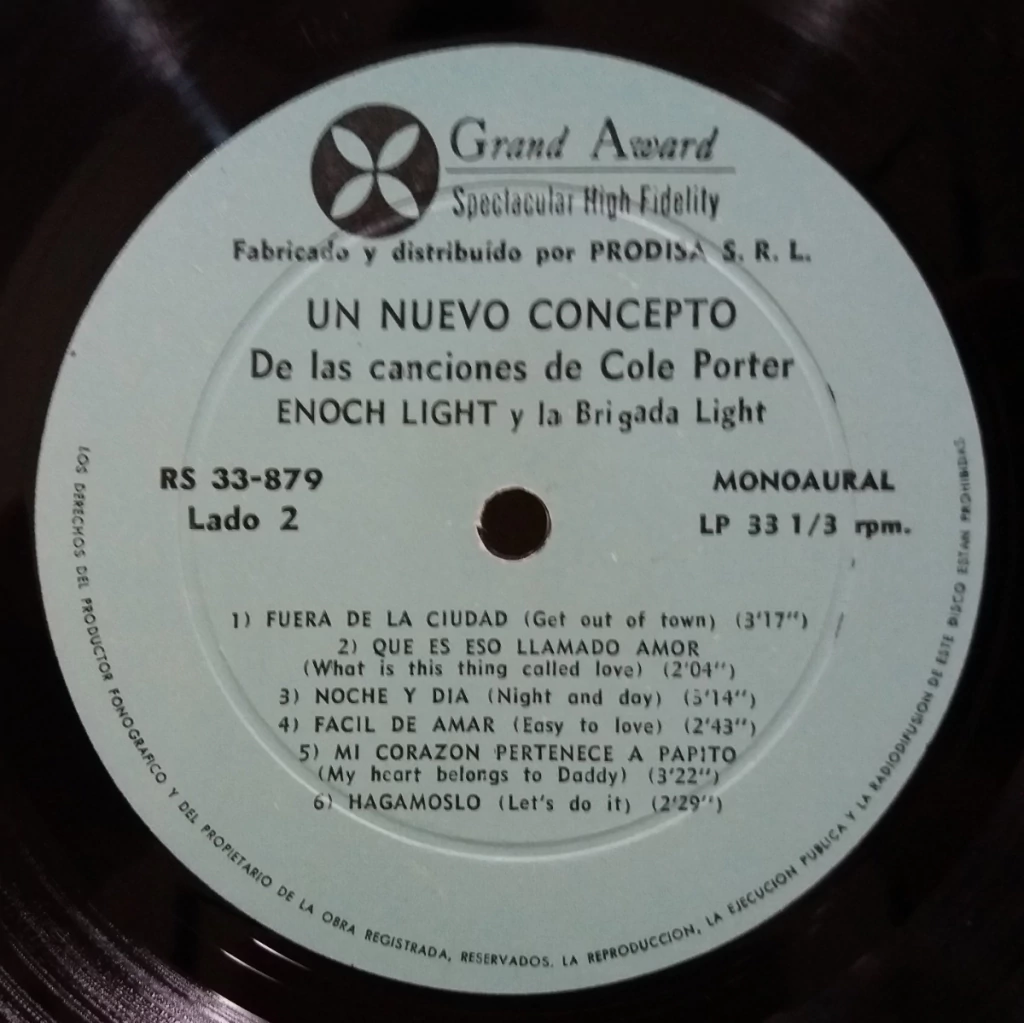 Grand Award
Spectacular High Fidelity
Fabricado y distribuído por PRODISA S. R. L.
UN NUEVO CONCEPTO
De las canciones de Cole Porter
ENOCH LIGHT y la Brigada Light
RS 33-879
Lado 2
MONOAURAL
LP 33 1/3 rpm.
1) FUERA DE LA CIUDAD (Get out of town) (3'17")
2) QUE ES ESO LLAMADO AMOR
(What is this thing called love) (2'04")
3) NOCHE Y DIA (Night and day) (3'14")
4) FACIL DE AMAR (Easy to love) (2'43")
5) MI CORAZON PERTENECE A PAPITO
(My heart belongs to Daddy) (3'22")
6) HAGAMOSLO (Let's do it) (2'29")
LOS DERECHOS DEL PRODUCTOR FONOGRAFICO Y DEL PROPIETARIO DE LA OBRA REGISTRADA, RESERVADOS. LA REPRODUCCION, LA EJECUCION PUBLICA Y LA RADIODIFUSION DE ESTE DISCO ESTAN PROHIBIDAS